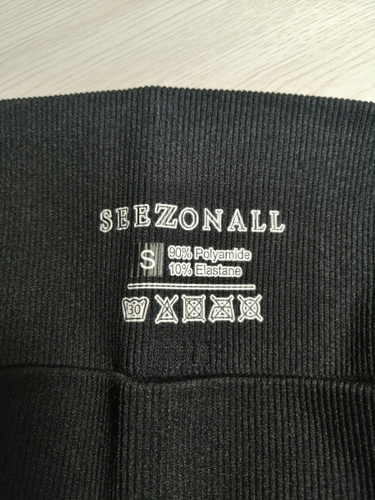 SEEZONALL
S
90% Polyamide
10% Elastane
30